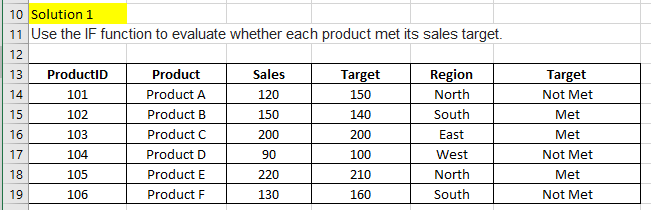 10 Solution 1
11 Use the IF function to evaluate whether each product met its sales target.
12
13 ProductID Product Sales Target Region Target
14 101 Product A 120 150 North Not Met
15 102 Product B 150 140 South Met
16 103 Product C 200 200 East Met
17 104 Product D 90 100 West Not Met
18 105 Product E 220 210 North Met
19 106 Product F 130 160 South Not Met